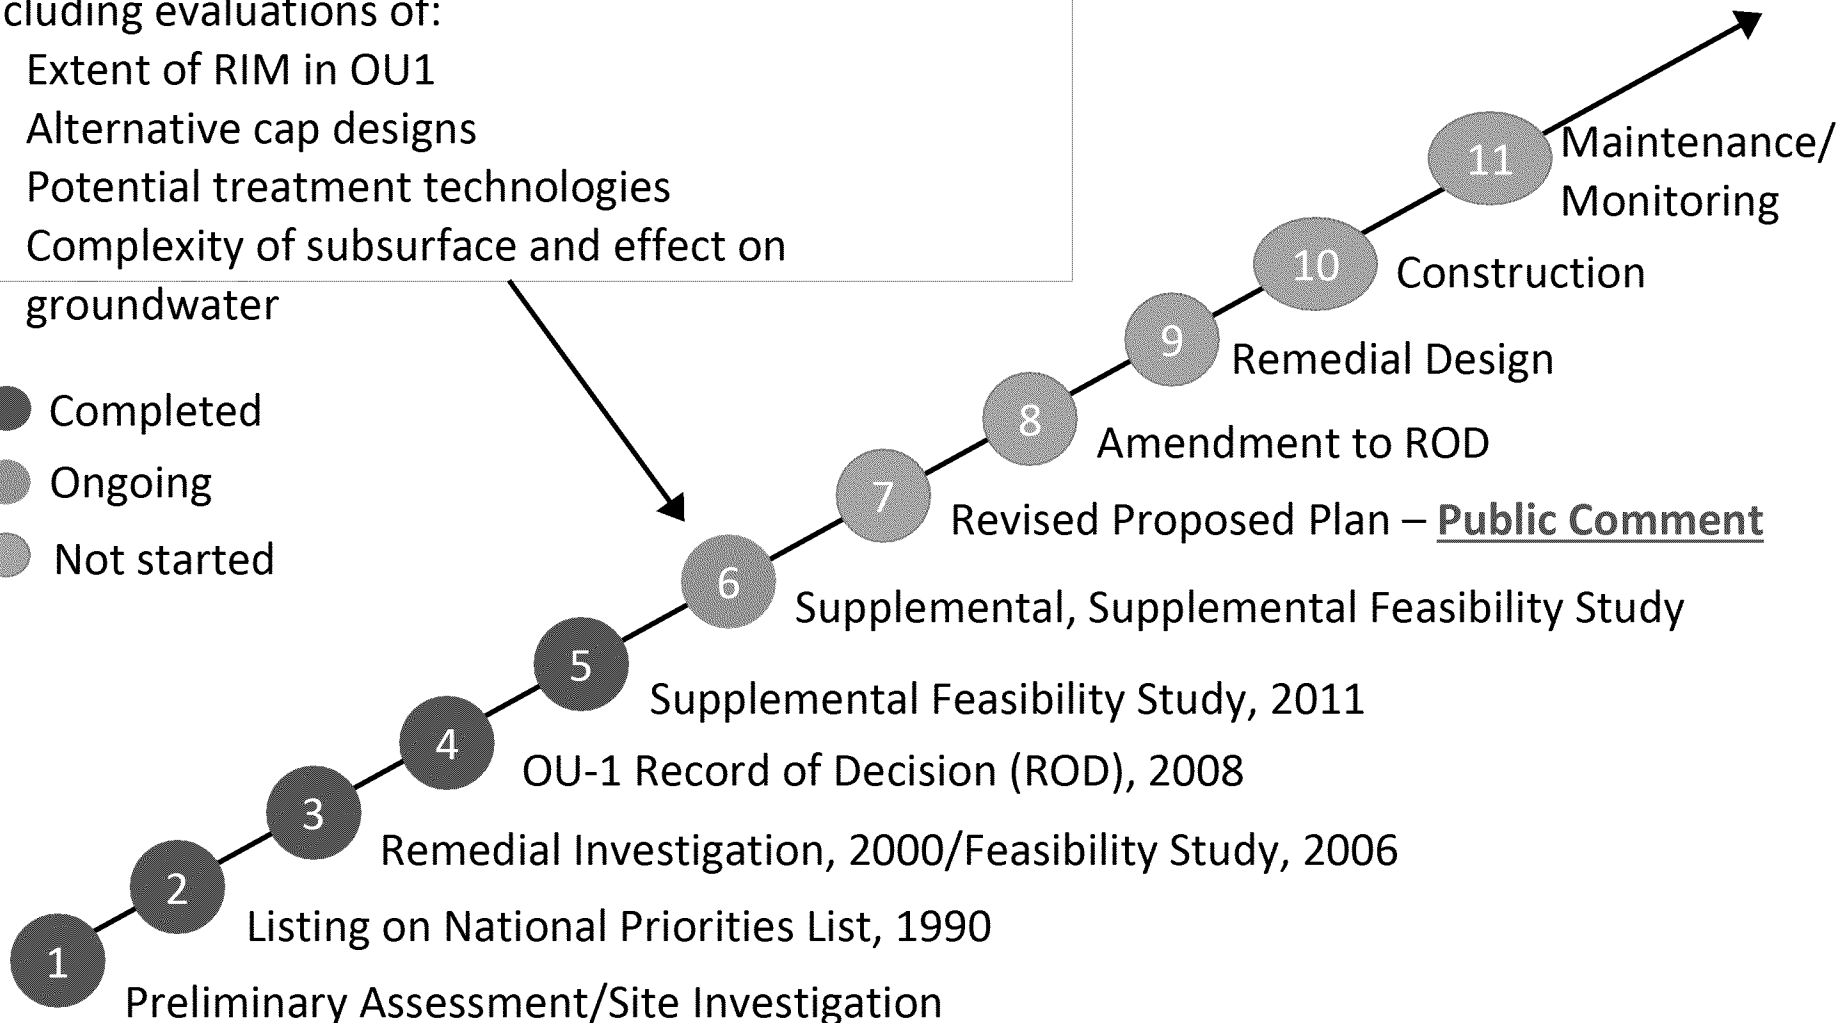 cluding evaluations of:
Extent of RIM in OU1
Alternative cap designs
Potential treatment technologies
Complexity of subsurface and effect on
groundwater
Completed
Ongoing
Not started
11
Maintenance/
Monitoring
10
Construction
9
Remedial Design
8
Amendment to ROD
7
Revised Proposed Plan – Public Comment
6
Supplemental, Supplemental Feasibility Study
5
Supplemental Feasibility Study, 2011
4
OU-1 Record of Decision (ROD), 2008
3
Remedial Investigation, 2000/Feasibility Study, 2006
2
Listing on National Priorities List, 1990
1
Preliminary Assessment/Site Investigation